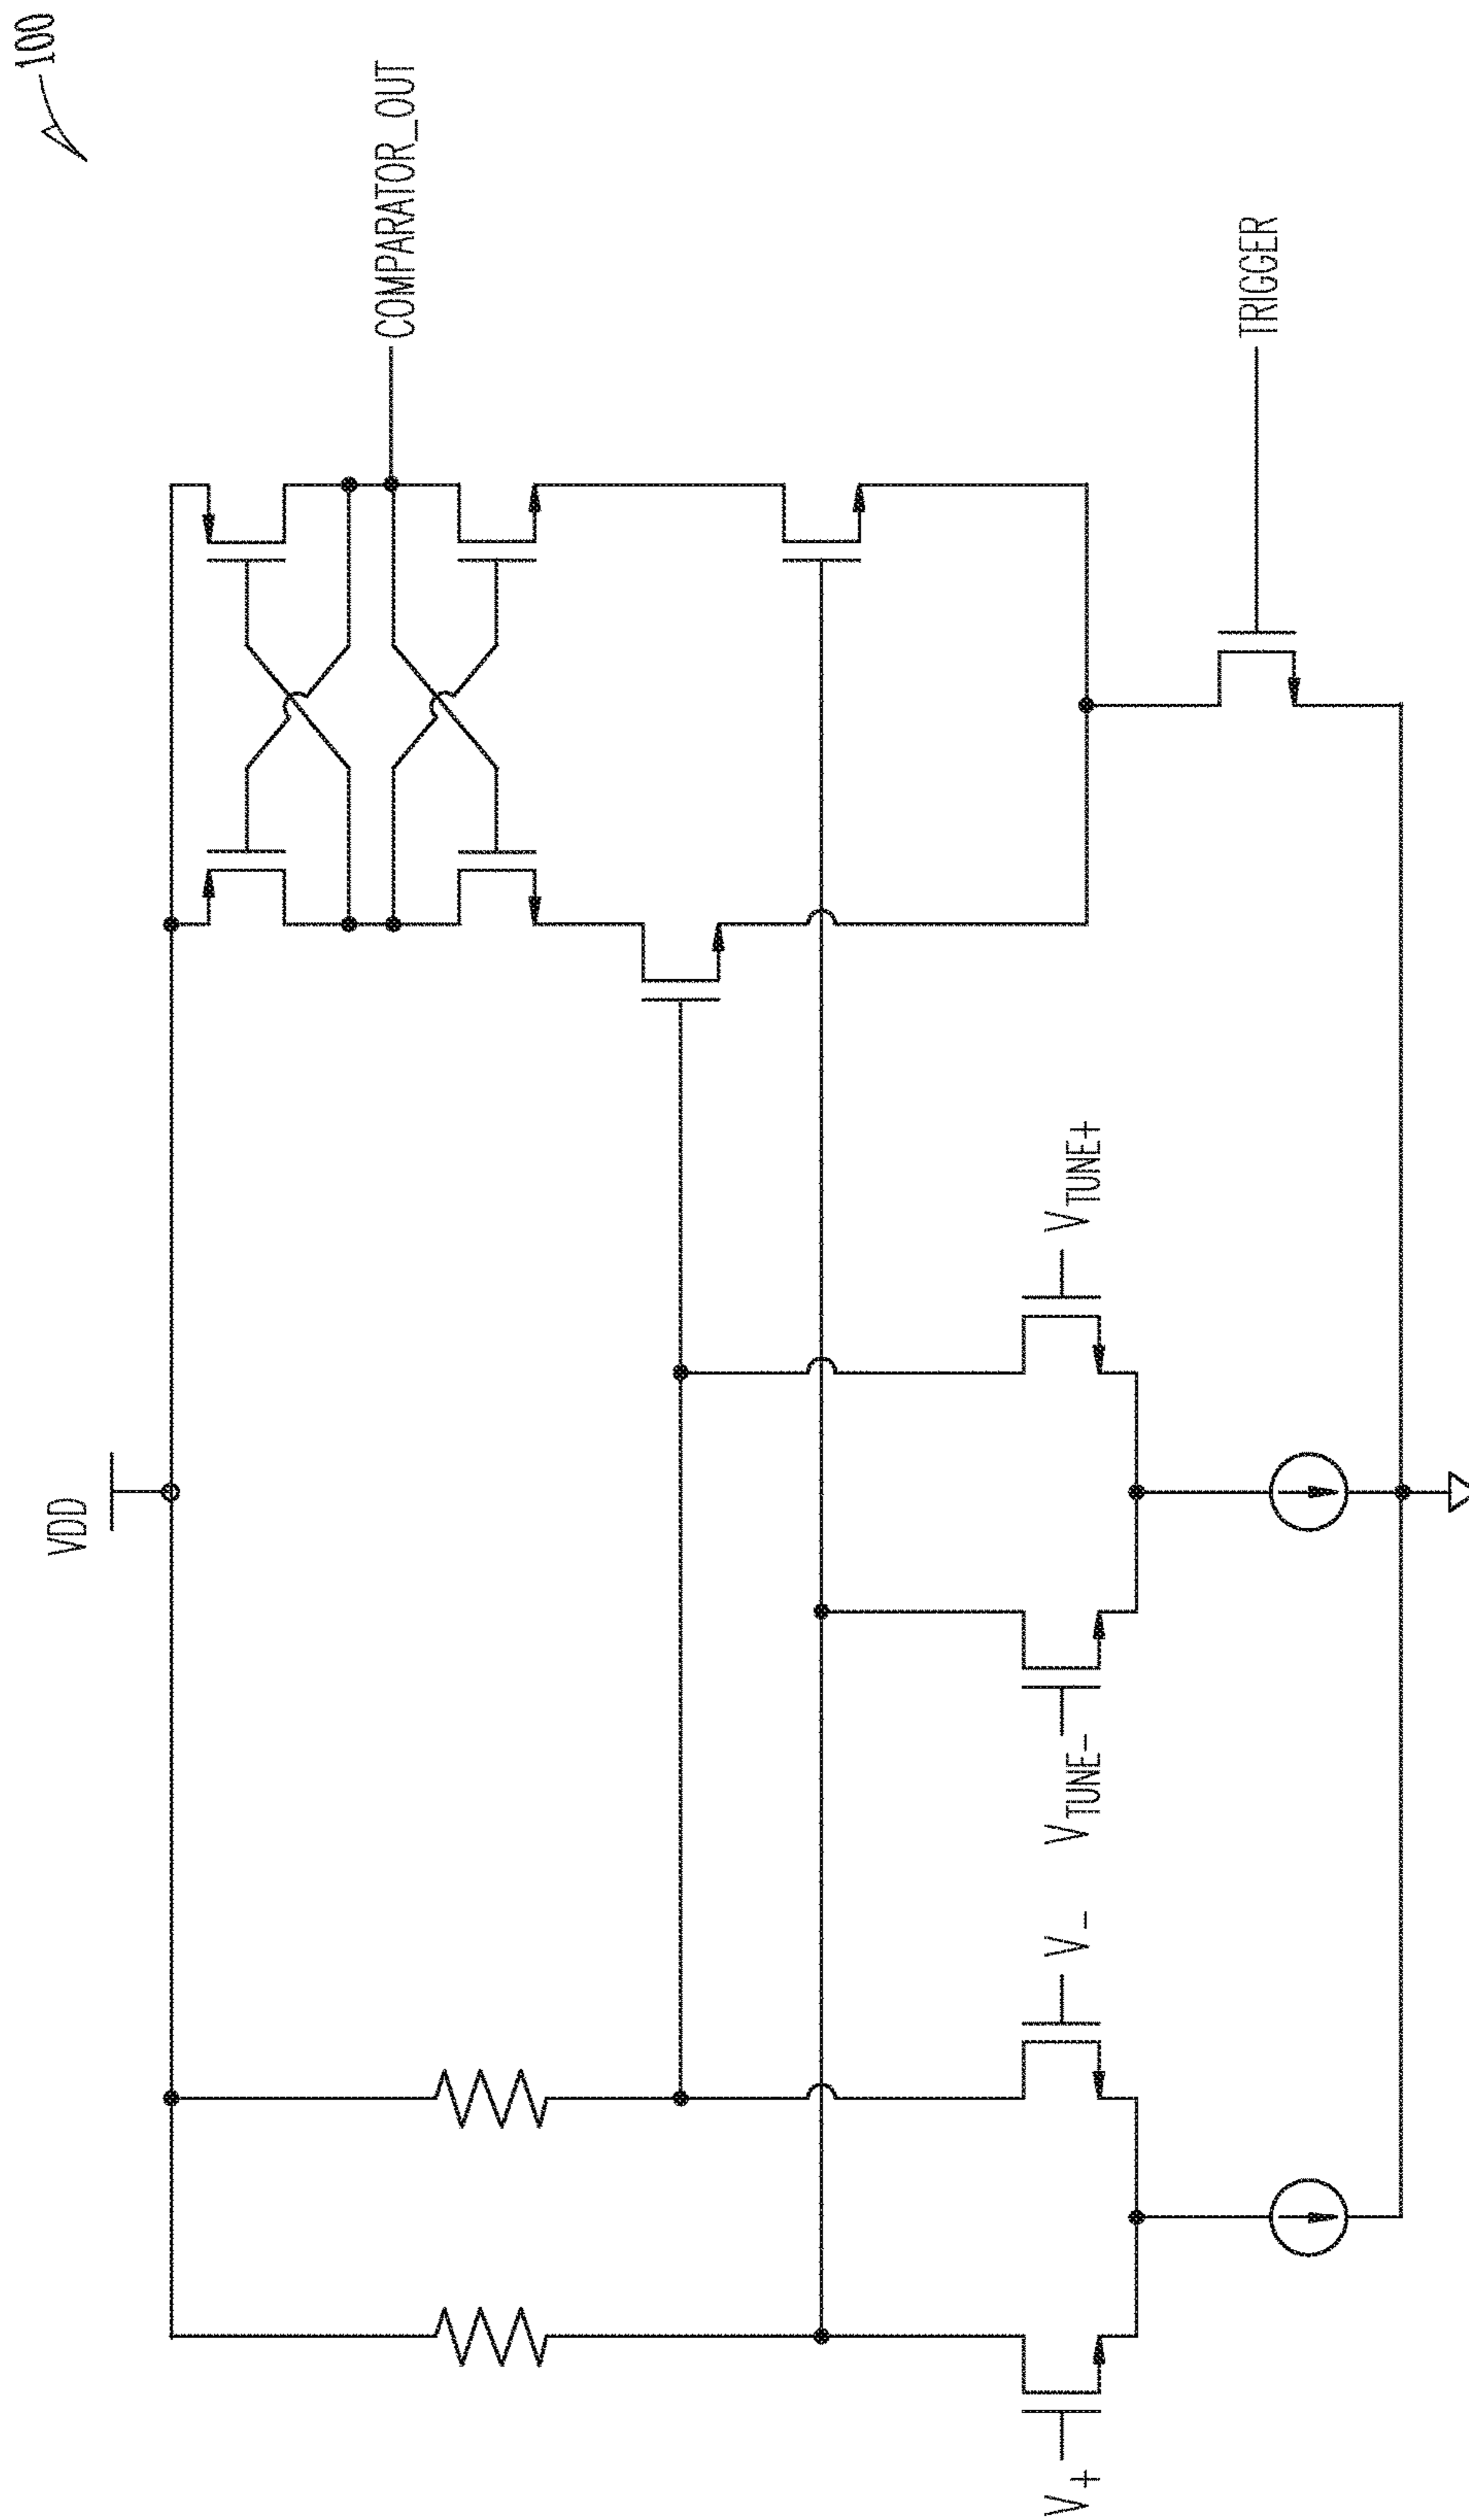 100
VDD
COMPARATOR_OUT
TRIGGER
V+
V-
VTUNE-
VTUNE+